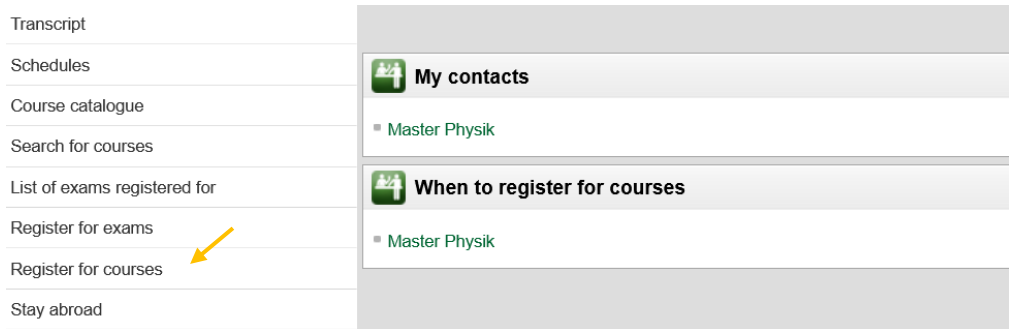 Transcript
Schedules
Course catalogue
Search for courses
List of exams registered for
Register for exams
Register for courses
Stay abroad
My contacts
Master Physik
When to register for courses
Master Physik